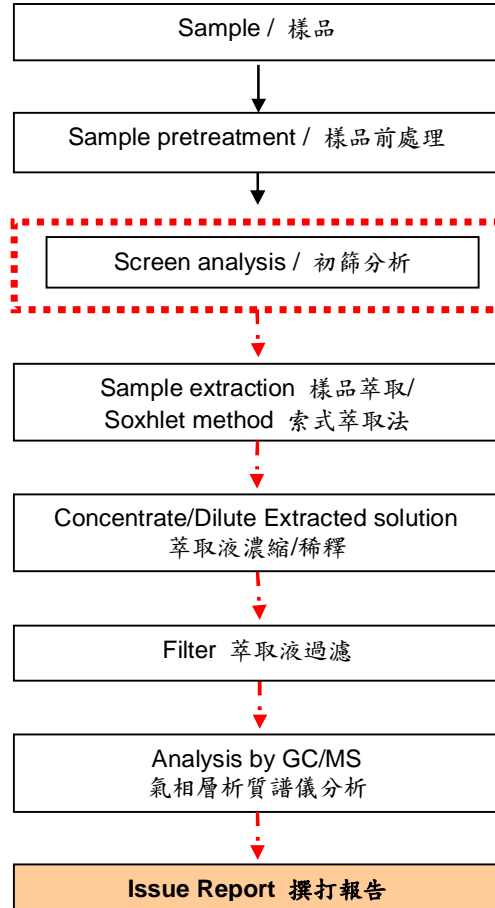 Sample / 樣品
Sample pretreatment / 樣品前處理
Screen analysis / 初篩分析
Sample extraction 樣品萃取/
Soxhlet method 索式萃取法
Concentrate/Dilute Extracted solution
萃取液濃縮/稀釋
Filter 萃取液過濾
Analysis by GC/MS
氣相層析質譜儀分析
Issue Report 撰打報告